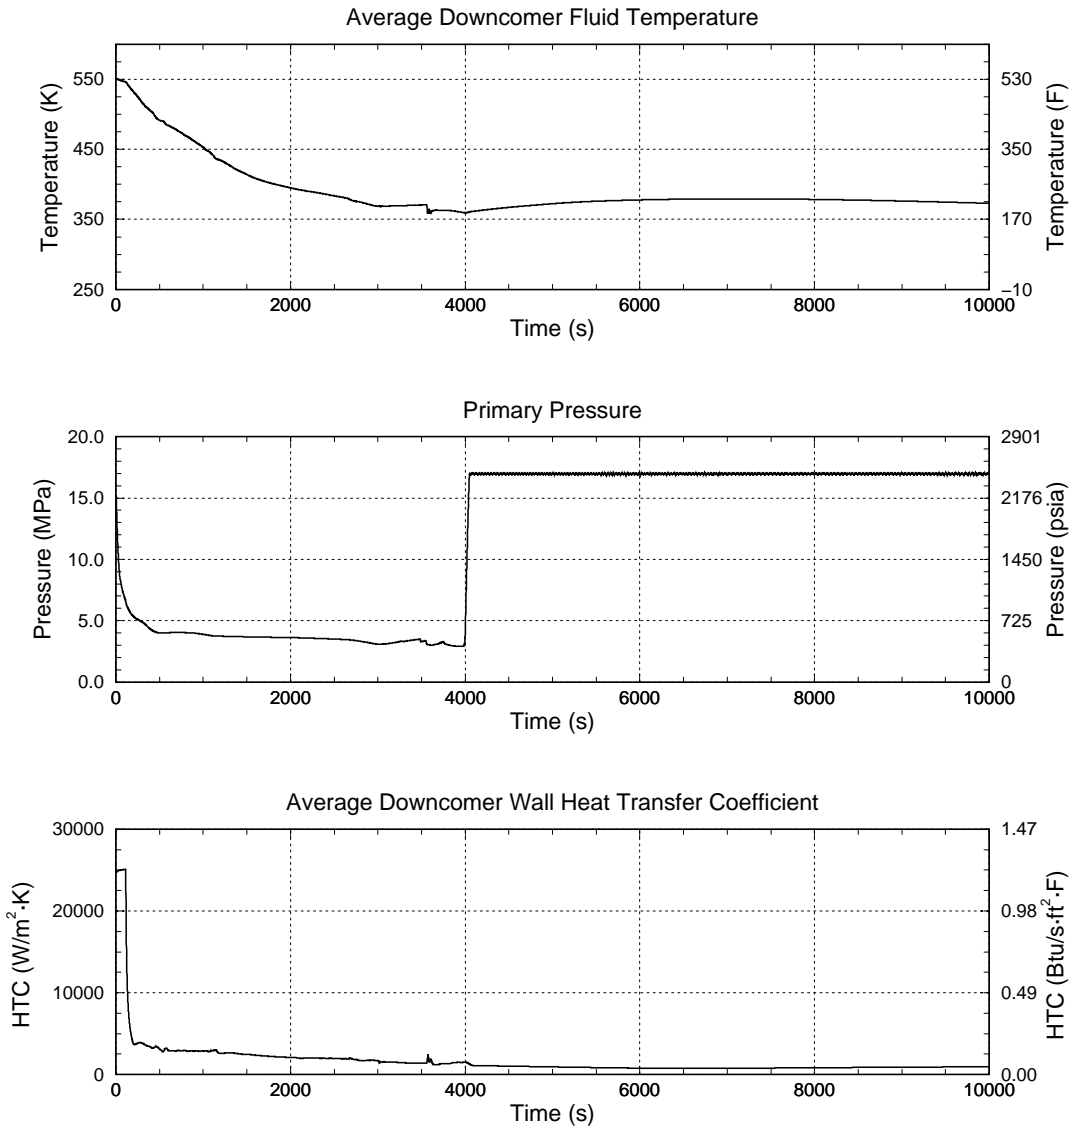 Average Downcomer Fluid Temperature
Temperature (K)
550
450
350
250
530
350
170
−10
Temperature (F)
0 2000 4000 6000 8000 10000
Time (s)
Primary Pressure
Pressure (MPa)
20.0
15.0
10.0
5.0
0.0
2901
2176
1450
725
0
Pressure (psia)
0 2000 4000 6000 8000 10000
Time (s)
Average Downcomer Wall Heat Transfer Coefficient
HTC (W/m²·K)
30000
20000
10000
0
1.47
0.98
0.49
0.00
HTC (Btu/s·ft²·F)
0 2000 4000 6000 8000 10000
Time (s)